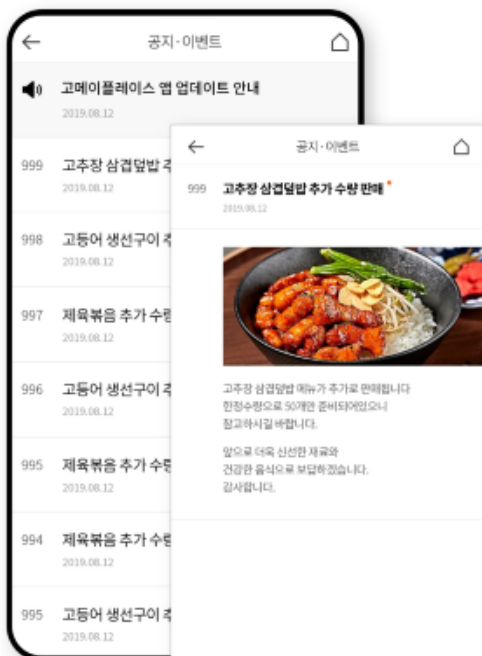 공지·이벤트
고메이플레이스 앱 업데이트 안내
2019.08.12
999 고추장 삼겹덮밥
2019.08.12
998 고등어 생선구이
2019.08.12
997 제육볶음 추가
2019.08.12
996 고등어 생선구이
2019.08.12
995 제육볶음 추가
2019.08.12
994 제육볶음 추가
2019.08.12
995 고등어 생선구이
2019.08.12
공지·이벤트
999 고추장 삼겹덮밥 추가 수량 판매
2019.08.12
고추장 삼겹덮밥 메뉴가 추가로 판매됩니다
한정수량으로 50개만 준비되어있으니
참고하시길 바랍니다.
앞으로 더욱 신선한 재료와
건강한 음식으로 보답하겠습니다.
감사합니다.